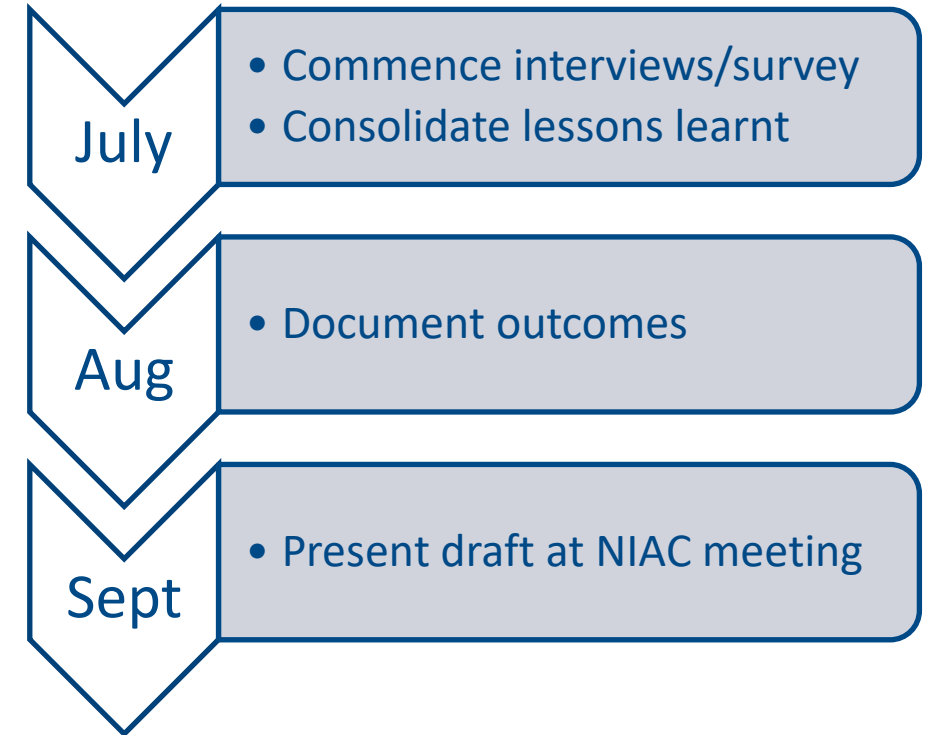 July
• Commence interviews/survey
• Consolidate lessons learnt
Aug
• Document outcomes
Sept
• Present draft at NIAC meeting